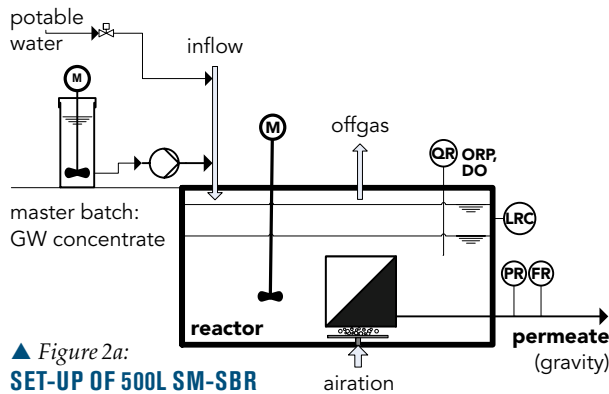 potable
water
inflow
M
M
offgas
QR
ORP,
DO
master batch:
GW concentrate
LRC
PR
FR
reactor
permeate
(gravity)
▲ Figure 2a:
SET-UP OF 500L SM-SBR
airation